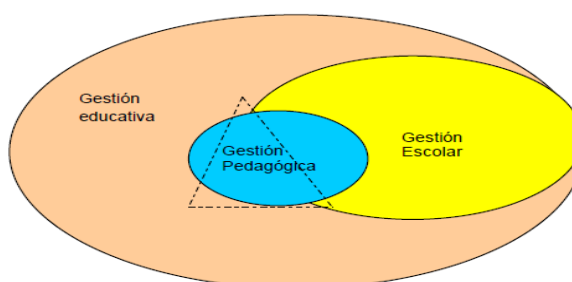 Gestión
educativa
Gestión
Pedagógica
Gestión
Escolar